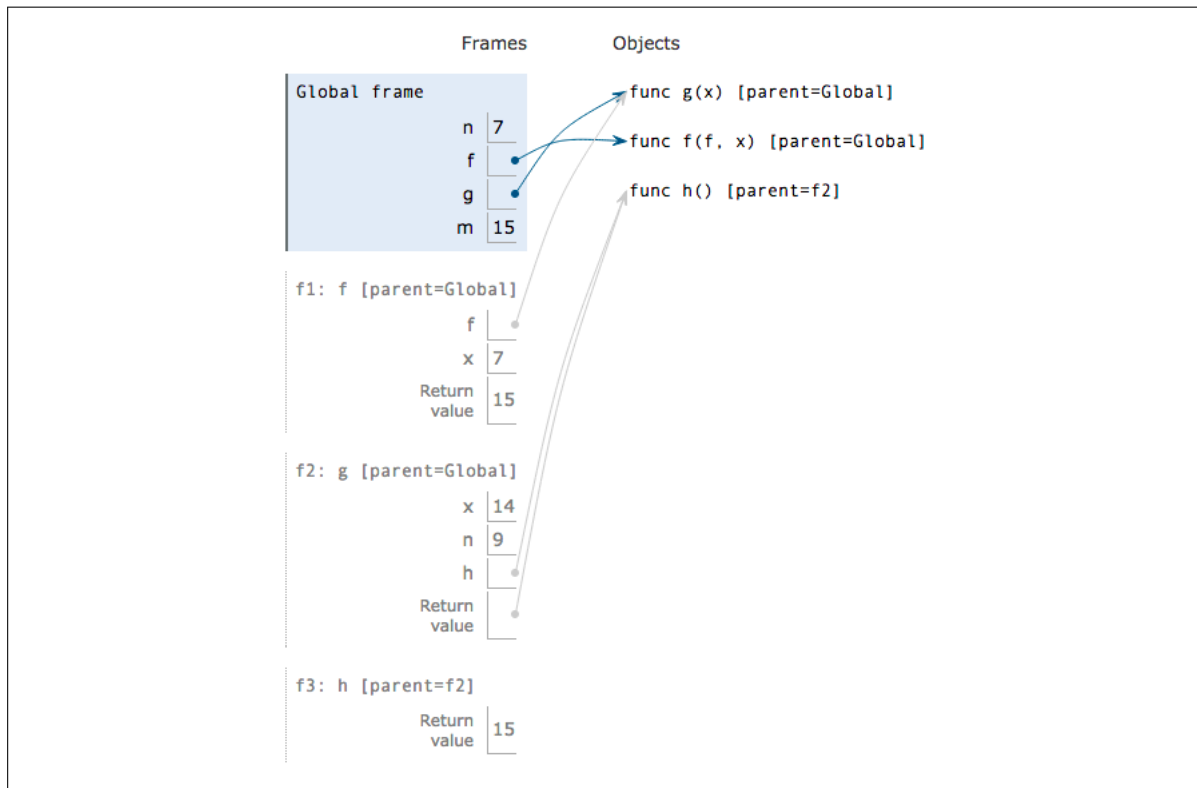 Frames Objects
Global frame
func g(x) [parent=Global]
n 7
func f(f, x) [parent=Global]
f
g
func h() [parent=f2]
m 15
f1: f [parent=Global]
f
x 7
Return
value 15
f2: g [parent=Global]
x 14
n 9
h
Return
value
f3: h [parent=f2]
Return
value 15